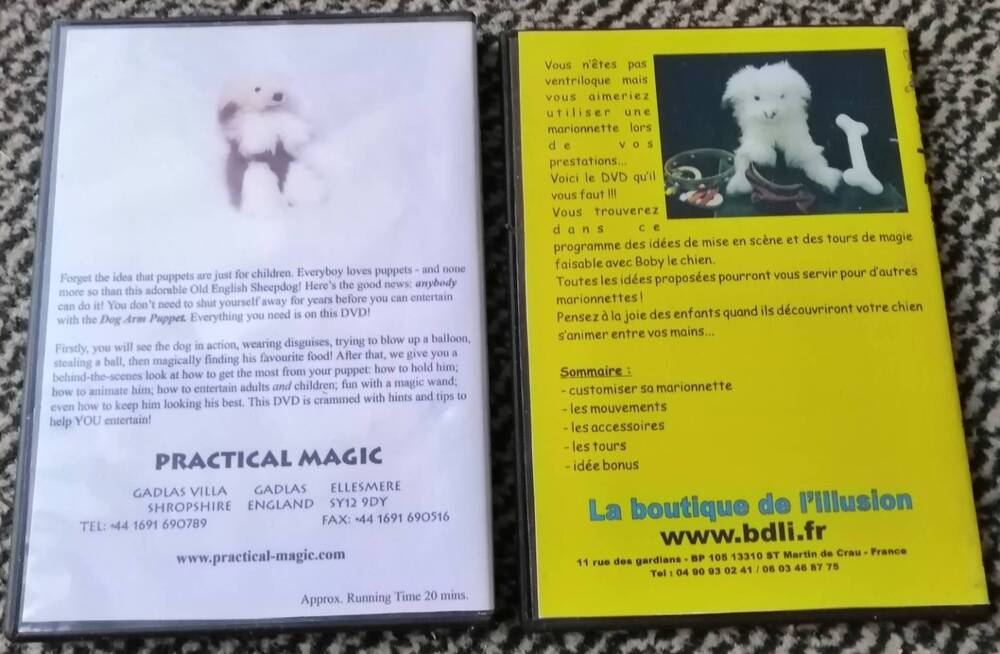 Forget the idea that puppets are just for children. Everyboy loves puppets - and none
more so than this adorable Old English Sheepdog! Here's the good news: anybody
can do it! You don't need to shut yourself away for years before you can entertain
with the Dog Arm Puppet. Everything you need is on this DVD!
Firstly, you will see the dog in action, wearing disguises, trying to blow up a balloon,
stealing a ball, then magically finding his favourite food! After that, we give you a
behind-the-scenes look at how to get the most from your puppet: how to hold him;
how to animate him; how to entertain adults and children; fun with a magic wand;
even how to keep him looking his best. This DVD is crammed with hints and tips to
help YOU entertain!
PRACTICAL MAGIC
GADLAS VILLA GADLAS ELLESMERE
SHROPSHIRE ENGLAND SY12 9DY
TEL: +44 1691 690789 FAX: +44 1691 690516
www.practical-magic.com
Approx. Running Time 20 mins.
Vous n'êtes pas
ventriloque mais
vous aimeriez
utiliser une
marionnette lors
de vos
prestations...
Voici le DVD qu'il
vous faut !!!
Vous trouverez
dans ce
programme des idées de mise en scène et des tours de magie
faisable avec Boby le chien.
Toutes les idées proposées pourront vous servir pour d'autres
marionnettes !
Pensez à la joie des enfants quand ils découvriront votre chien
s'animer entre vos mains...
Sommaire :
- customiser sa marionnette
- les mouvements
- les accessoires
- les tours
- idée bonus
La boutique de l'illusion
www.bdli.fr
11 rue des gardians - BP 105 13310 ST Martin de Crau - France
Tel : 04 90 93 02 41 / 06 03 46 87 75